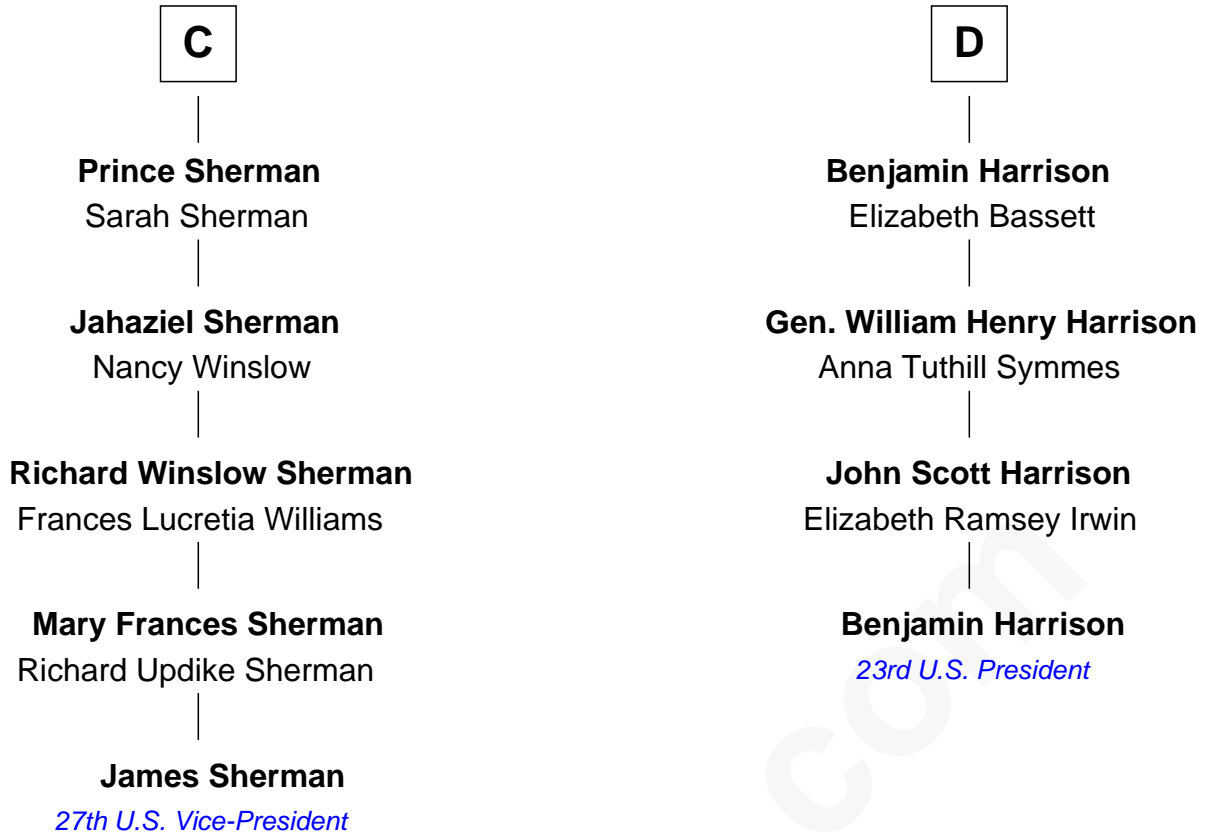 C
Prince Sherman
Sarah Sherman
Jahaziel Sherman
Nancy Winslow
Richard Winslow Sherman
Frances Lucretia Williams
Mary Frances Sherman
Richard Updike Sherman
James Sherman
27th U.S. Vice-President
D
Benjamin Harrison
Elizabeth Bassett
Gen. William Henry Harrison
Anna Tuthill Symmes
John Scott Harrison
Elizabeth Ramsey Irwin
Benjamin Harrison
23rd U.S. President
com